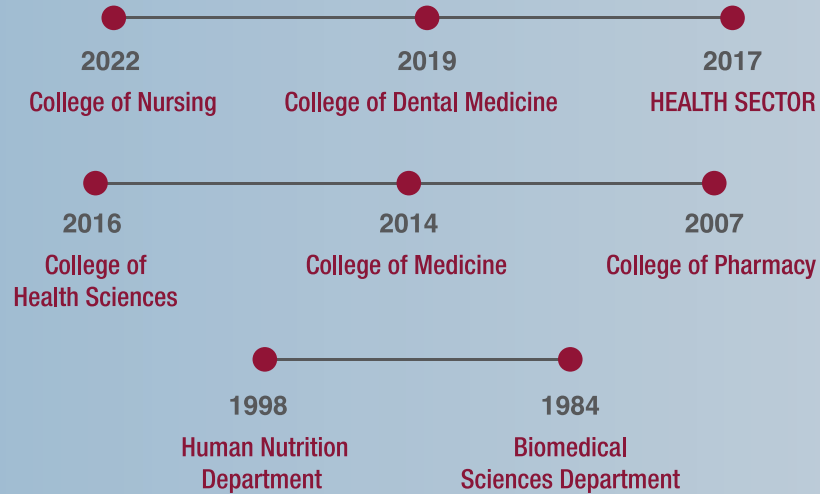 2022 2019 2017
College of Nursing College of Dental Medicine HEALTH SECTOR
2016 2014 2007
College of College of Medicine College of Pharmacy
Health Sciences
1998 1984
Human Nutrition Biomedical
Department Sciences Department